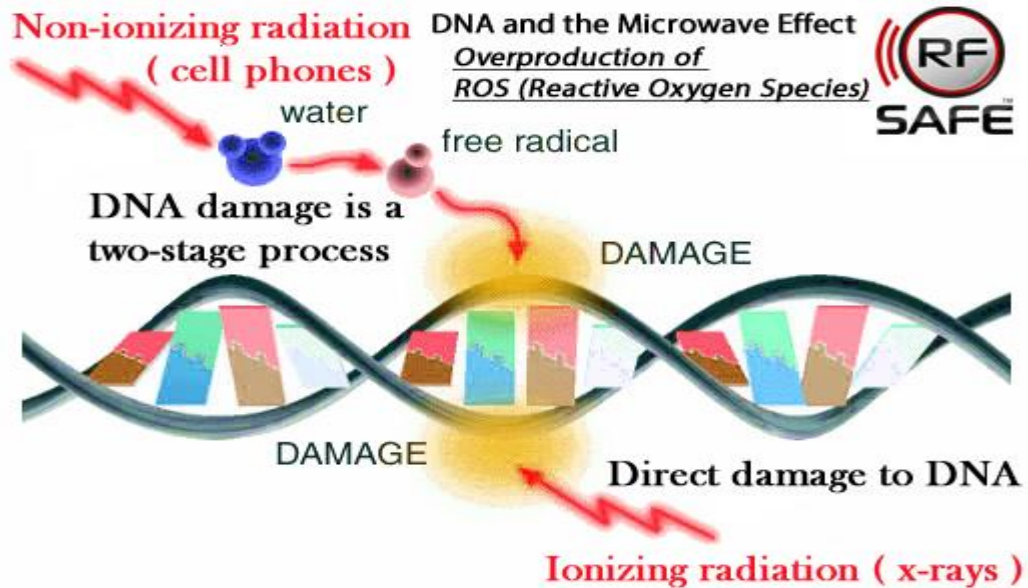 Non-ionizing radiation
( cell phones )
DNA and the Microwave Effect
Overproduction of
ROS (Reactive Oxygen Species)
RF
SAFE™
water
free radical
DNA damage is a
two-stage process
DAMAGE
DAMAGE
Direct damage to DNA
Ionizing radiation ( x-rays )